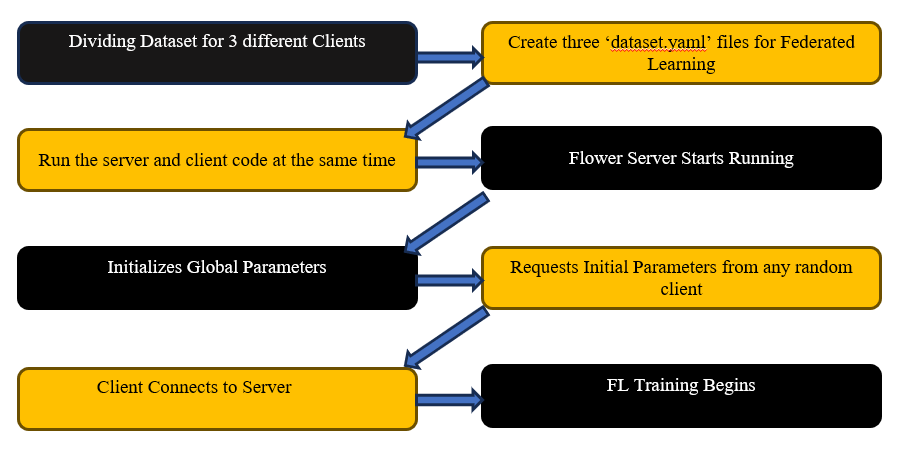 Dividing Dataset for 3 different Clients
Create three ‘dataset.yaml’ files for Federated
Learning
Run the server and client code at the same time
Flower Server Starts Running
Initializes Global Parameters
Requests Initial Parameters from any random
client
Client Connects to Server
FL Training Begins